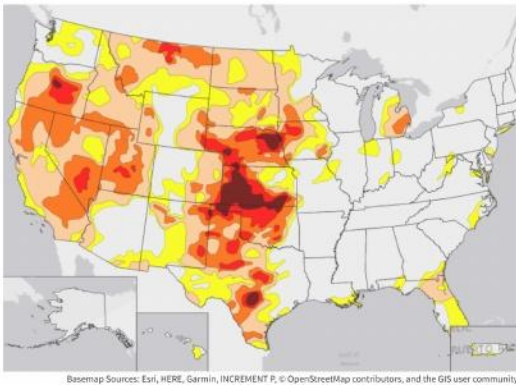 Basemap Sources: Esri, HERE, Garmin, INCREMENT P, © OpenStreetMap contributors, and the GIS user community